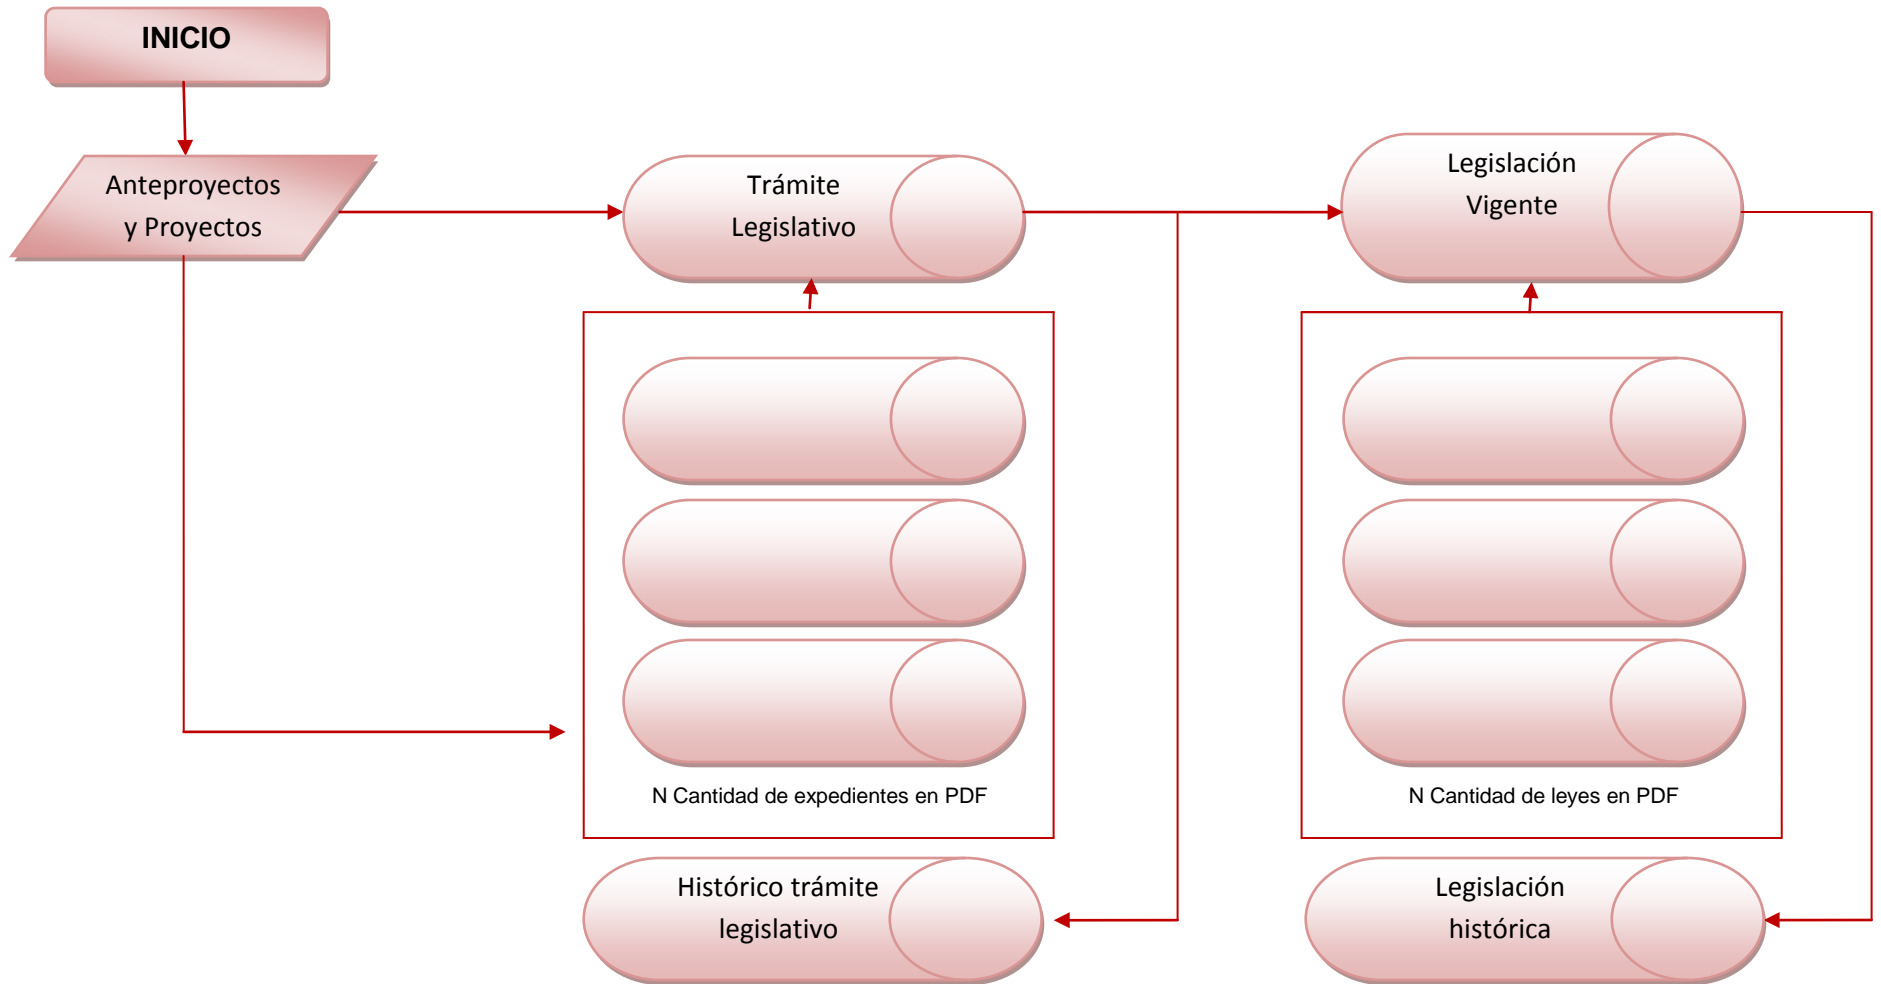 INICIO
Anteproyectos
y Proyectos
Trámite
Legislativo
Legislación
Vigente
N Cantidad de expedientes en PDF
N Cantidad de leyes en PDF
Histórico trámite
legislativo
Legislación
histórica